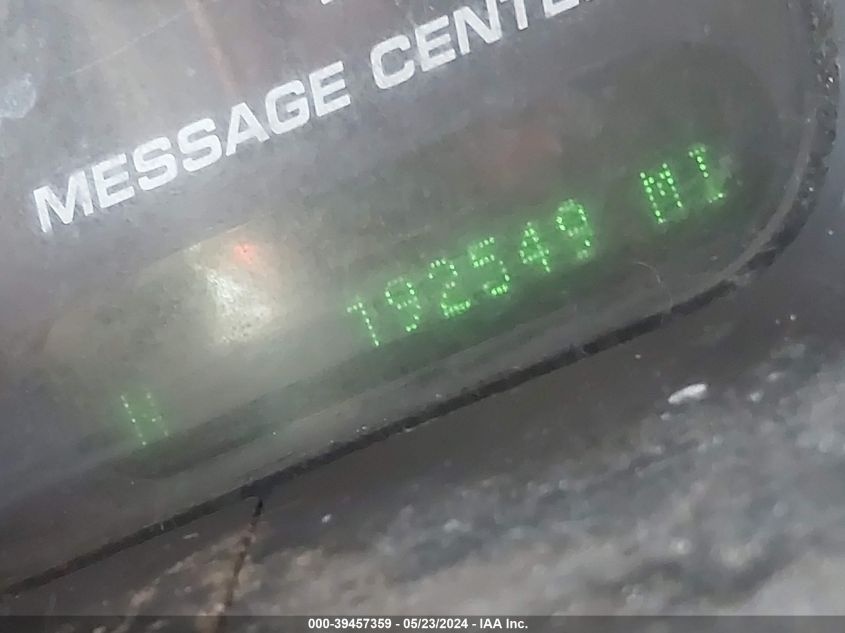 MESSAGE CENTE
192549 MI
000-39457359 - 05/23/2024 - IAA Inc.